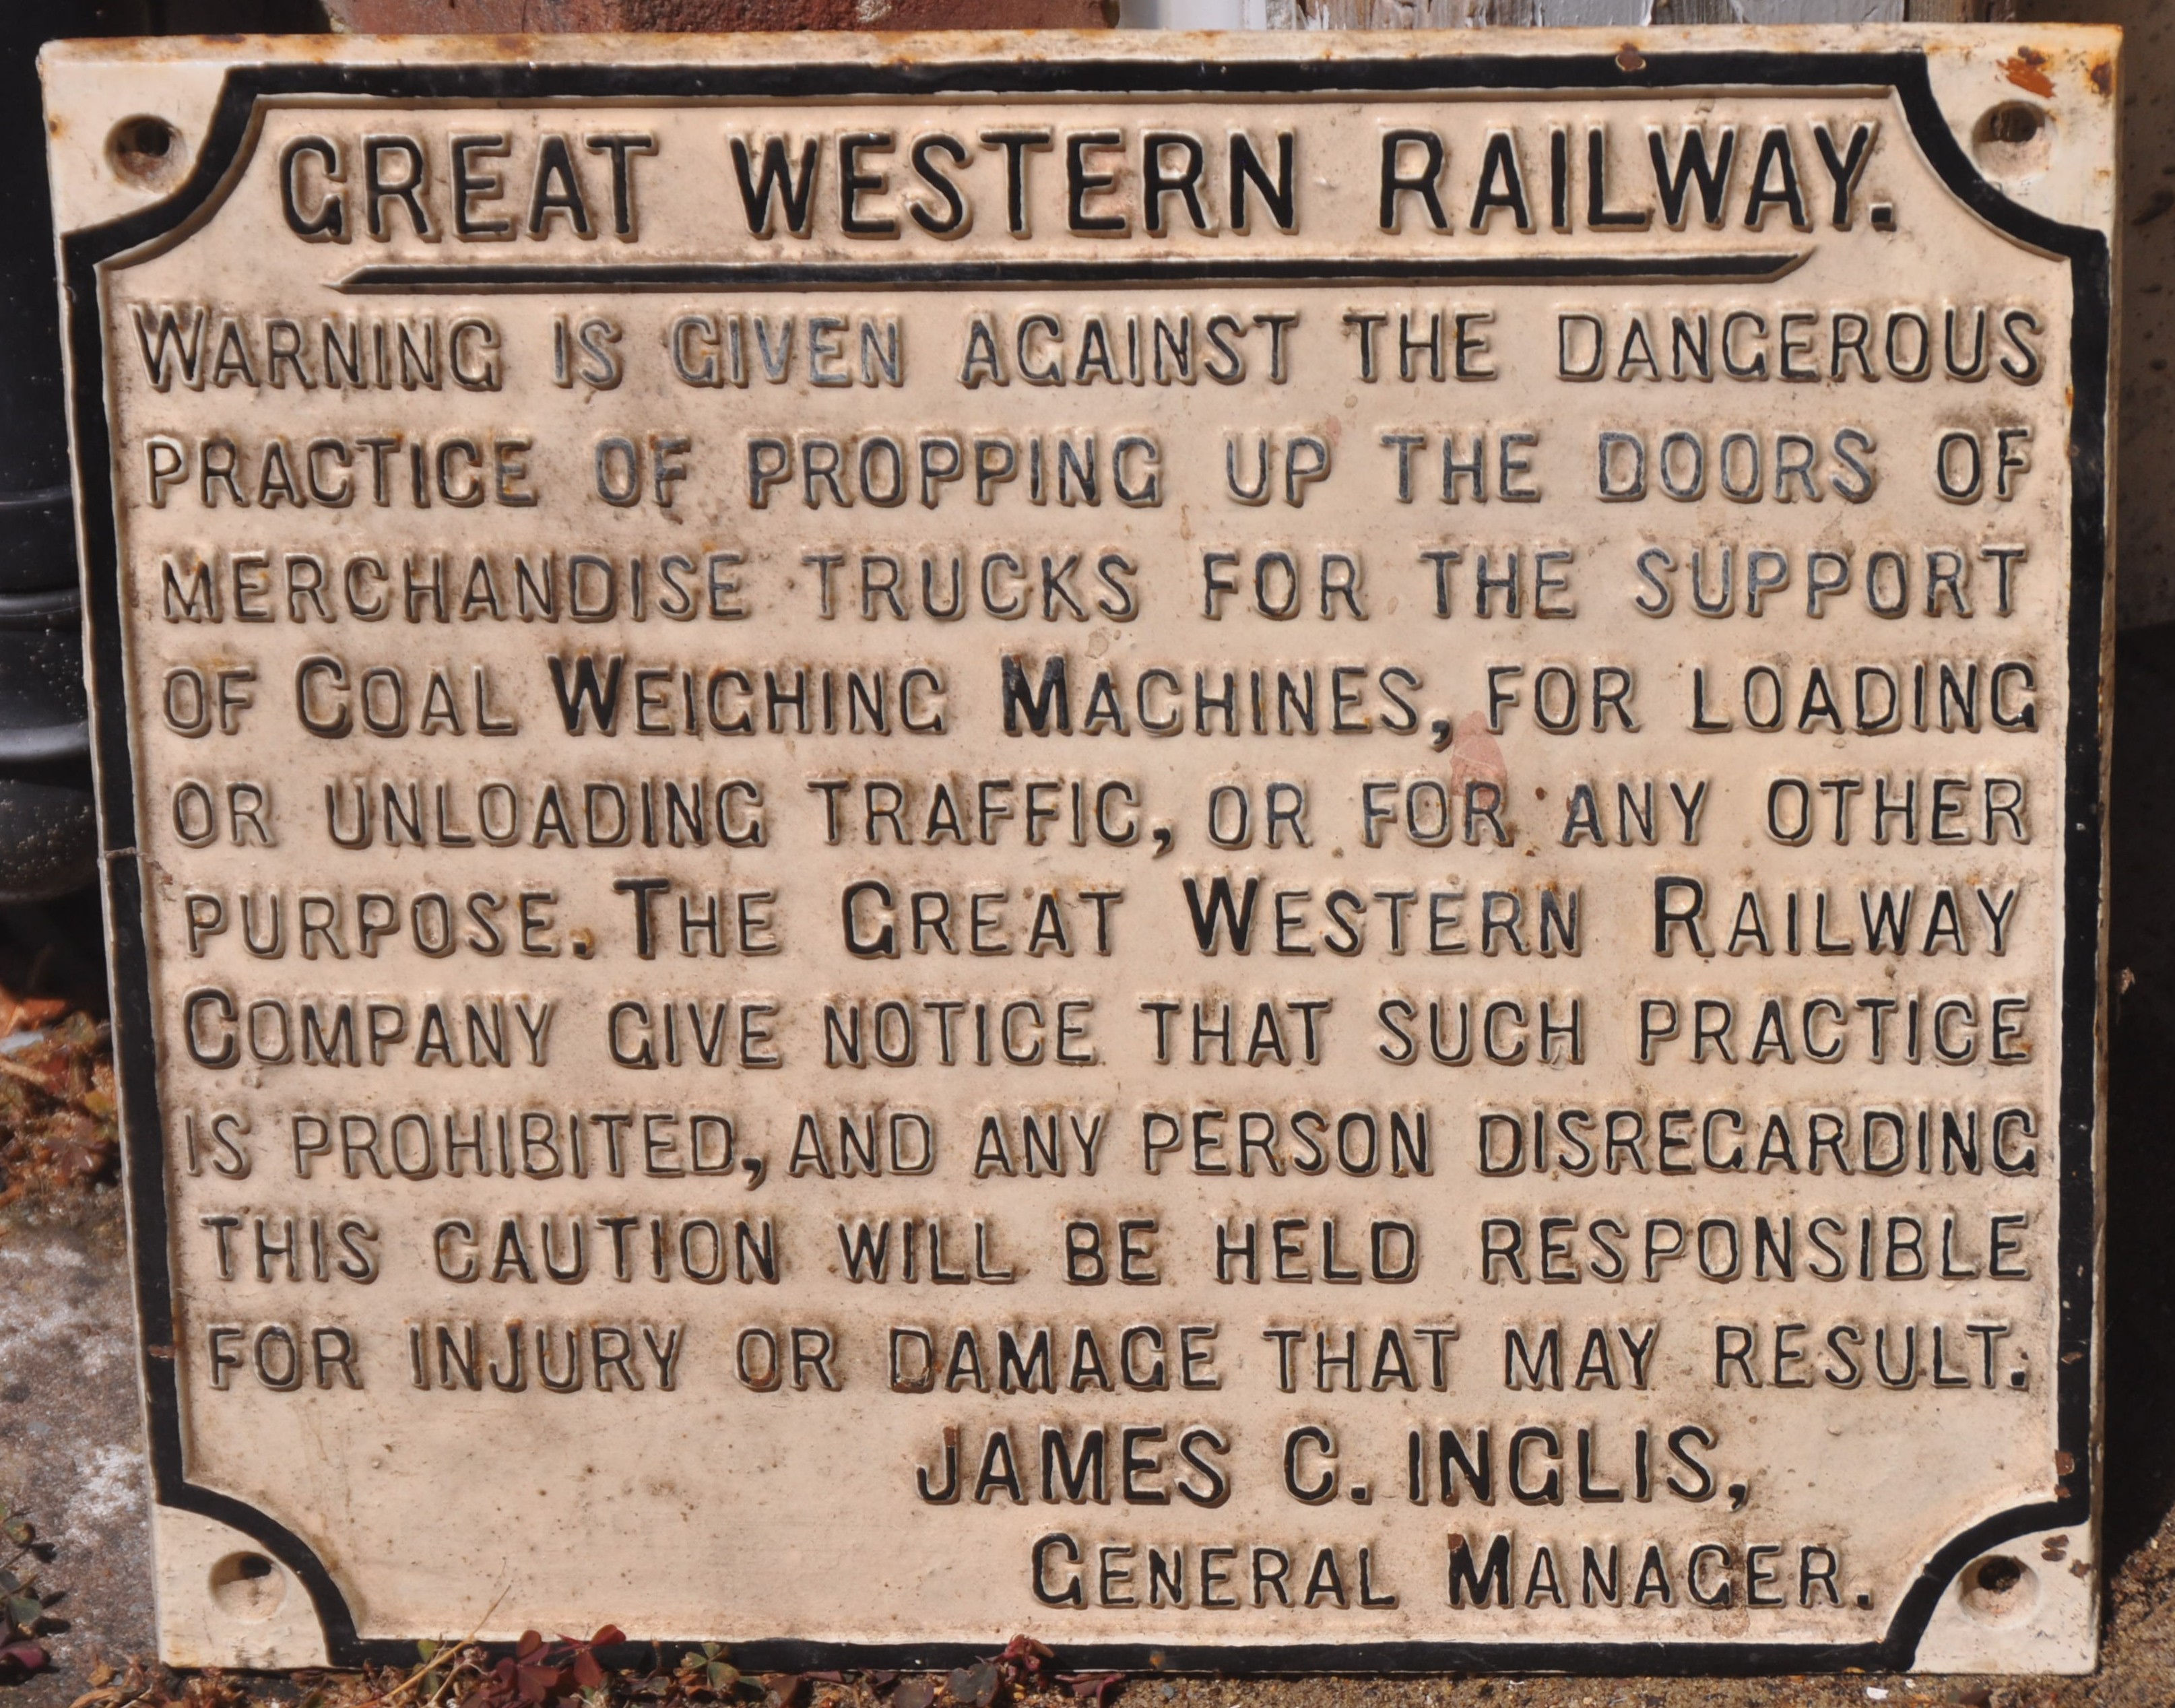 GREAT WESTERN RAILWAY.
WARNING IS GIVEN AGAINST THE DANGEROUS
PRACTICE OF PROPPING UP THE DOORS OF
MERCHANDISE TRUCKS FOR THE SUPPORT
OF COAL WEIGHING MACHINES, FOR LOADING
OR UNLOADING TRAFFIC, OR FOR ANY OTHER
PURPOSE. THE GREAT WESTERN RAILWAY
COMPANY GIVE NOTICE THAT SUCH PRACTICE
IS PROHIBITED, AND ANY PERSON DISREGARDING
THIS CAUTION WILL BE HELD RESPONSIBLE
FOR INJURY OR DAMAGE THAT MAY RESULT.
JAMES C. INGLIS,
GENERAL MANAGER.